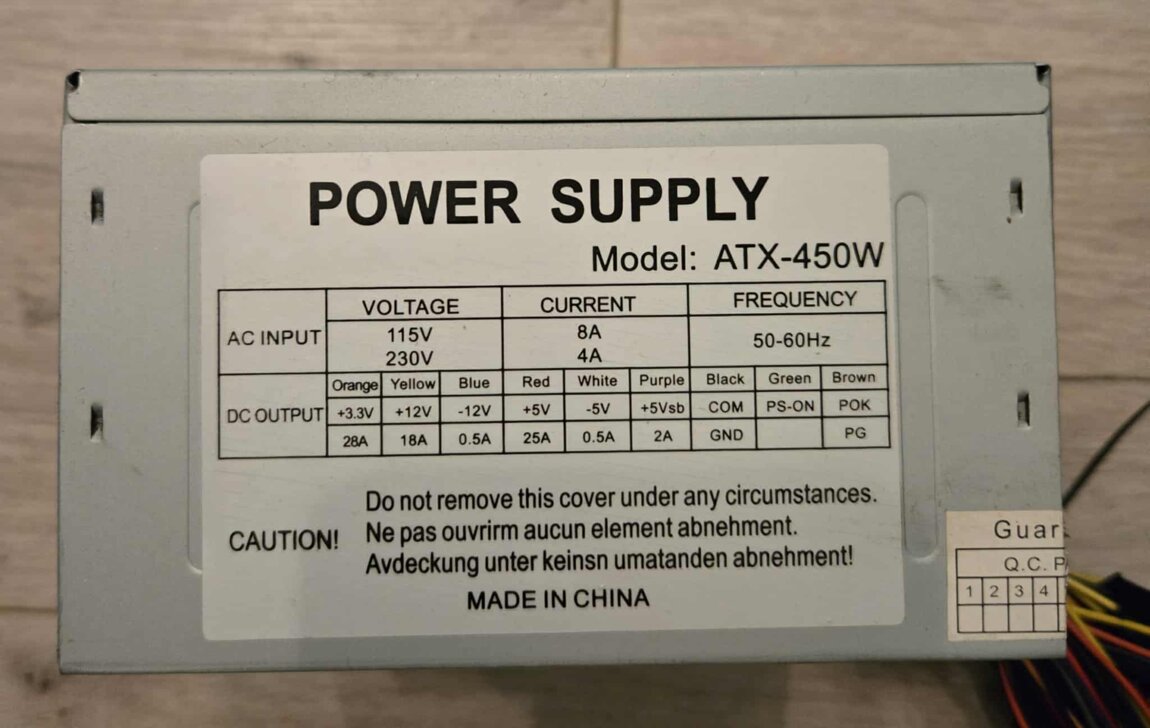 POWER SUPPLY
Model: ATX-450W
VOLTAGE CURRENT FREQUENCY
AC INPUT 115V 8A 50-60Hz
230V 4A
Orange Yellow Blue Red White Purple Black Green Brown
DC OUTPUT +3.3V +12V -12V +5V -5V +5Vsb COM PS-ON POK
28A 18A 0.5A 25A 0.5A 2A GND PG
Do not remove this cover under any circumstances.
CAUTION! Ne pas ouvrirm aucun element abnehment.
Avdeckung unter keinsn umatanden abnehment!
MADE IN CHINA
Guar
Q.C. P
1 2 3 4